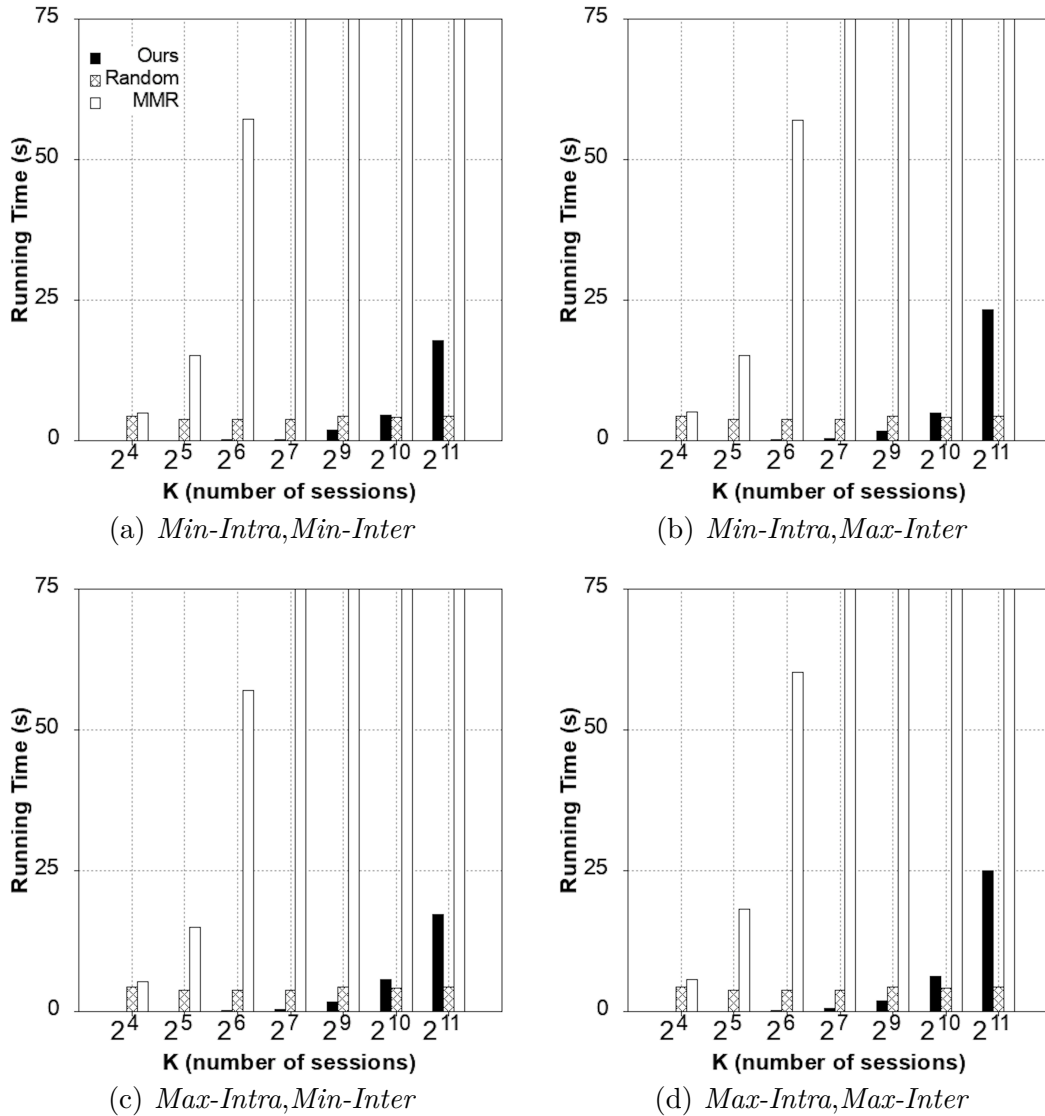 75
50
25
0
Running Time (s)
Ours
Random
MMR
2^4 2^5 2^6 2^7 2^9 2^10 2^11
K (number of sessions)
(a) Min-Intra,Min-Inter
75
50
25
0
Running Time (s)
2^4 2^5 2^6 2^7 2^9 2^10 2^11
K (number of sessions)
(b) Min-Intra,Max-Inter
75
50
25
0
Running Time (s)
2^4 2^5 2^6 2^7 2^9 2^10 2^11
K (number of sessions)
(c) Max-Intra,Min-Inter
75
50
25
0
Running Time (s)
2^4 2^5 2^6 2^7 2^9 2^10 2^11
K (number of sessions)
(d) Max-Intra,Max-Inter